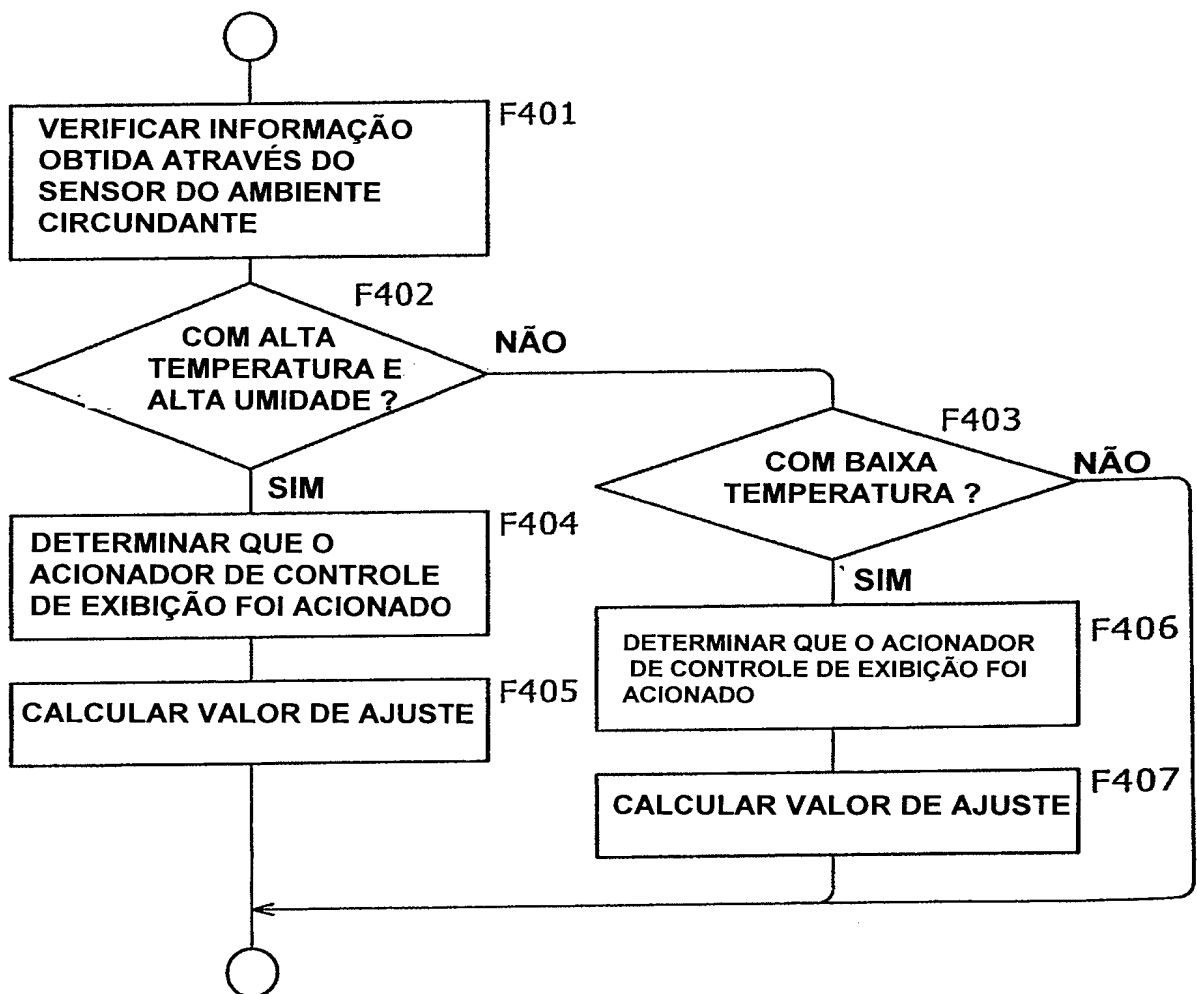 F401
VERIFICAR INFORMAÇÃO
OBTIDA ATRAVÉS DO
SENSOR DO AMBIENTE
CIRCUNDANTE
F402
COM ALTA
TEMPERATURA E
ALTA UMIDADE ?
NÃO
SIM
F403
COM BAIXA
TEMPERATURA ?
NÃO
SIM
F404
DETERMINAR QUE O
ACIONADOR DE CONTROLE
DE EXIBIÇÃO FOI ACIONADO
F405
CALCULAR VALOR DE AJUSTE
F406
DETERMINAR QUE O ACIONADOR
DE CONTROLE DE EXIBIÇÃO FOI
ACIONADO
F407
CALCULAR VALOR DE AJUSTE